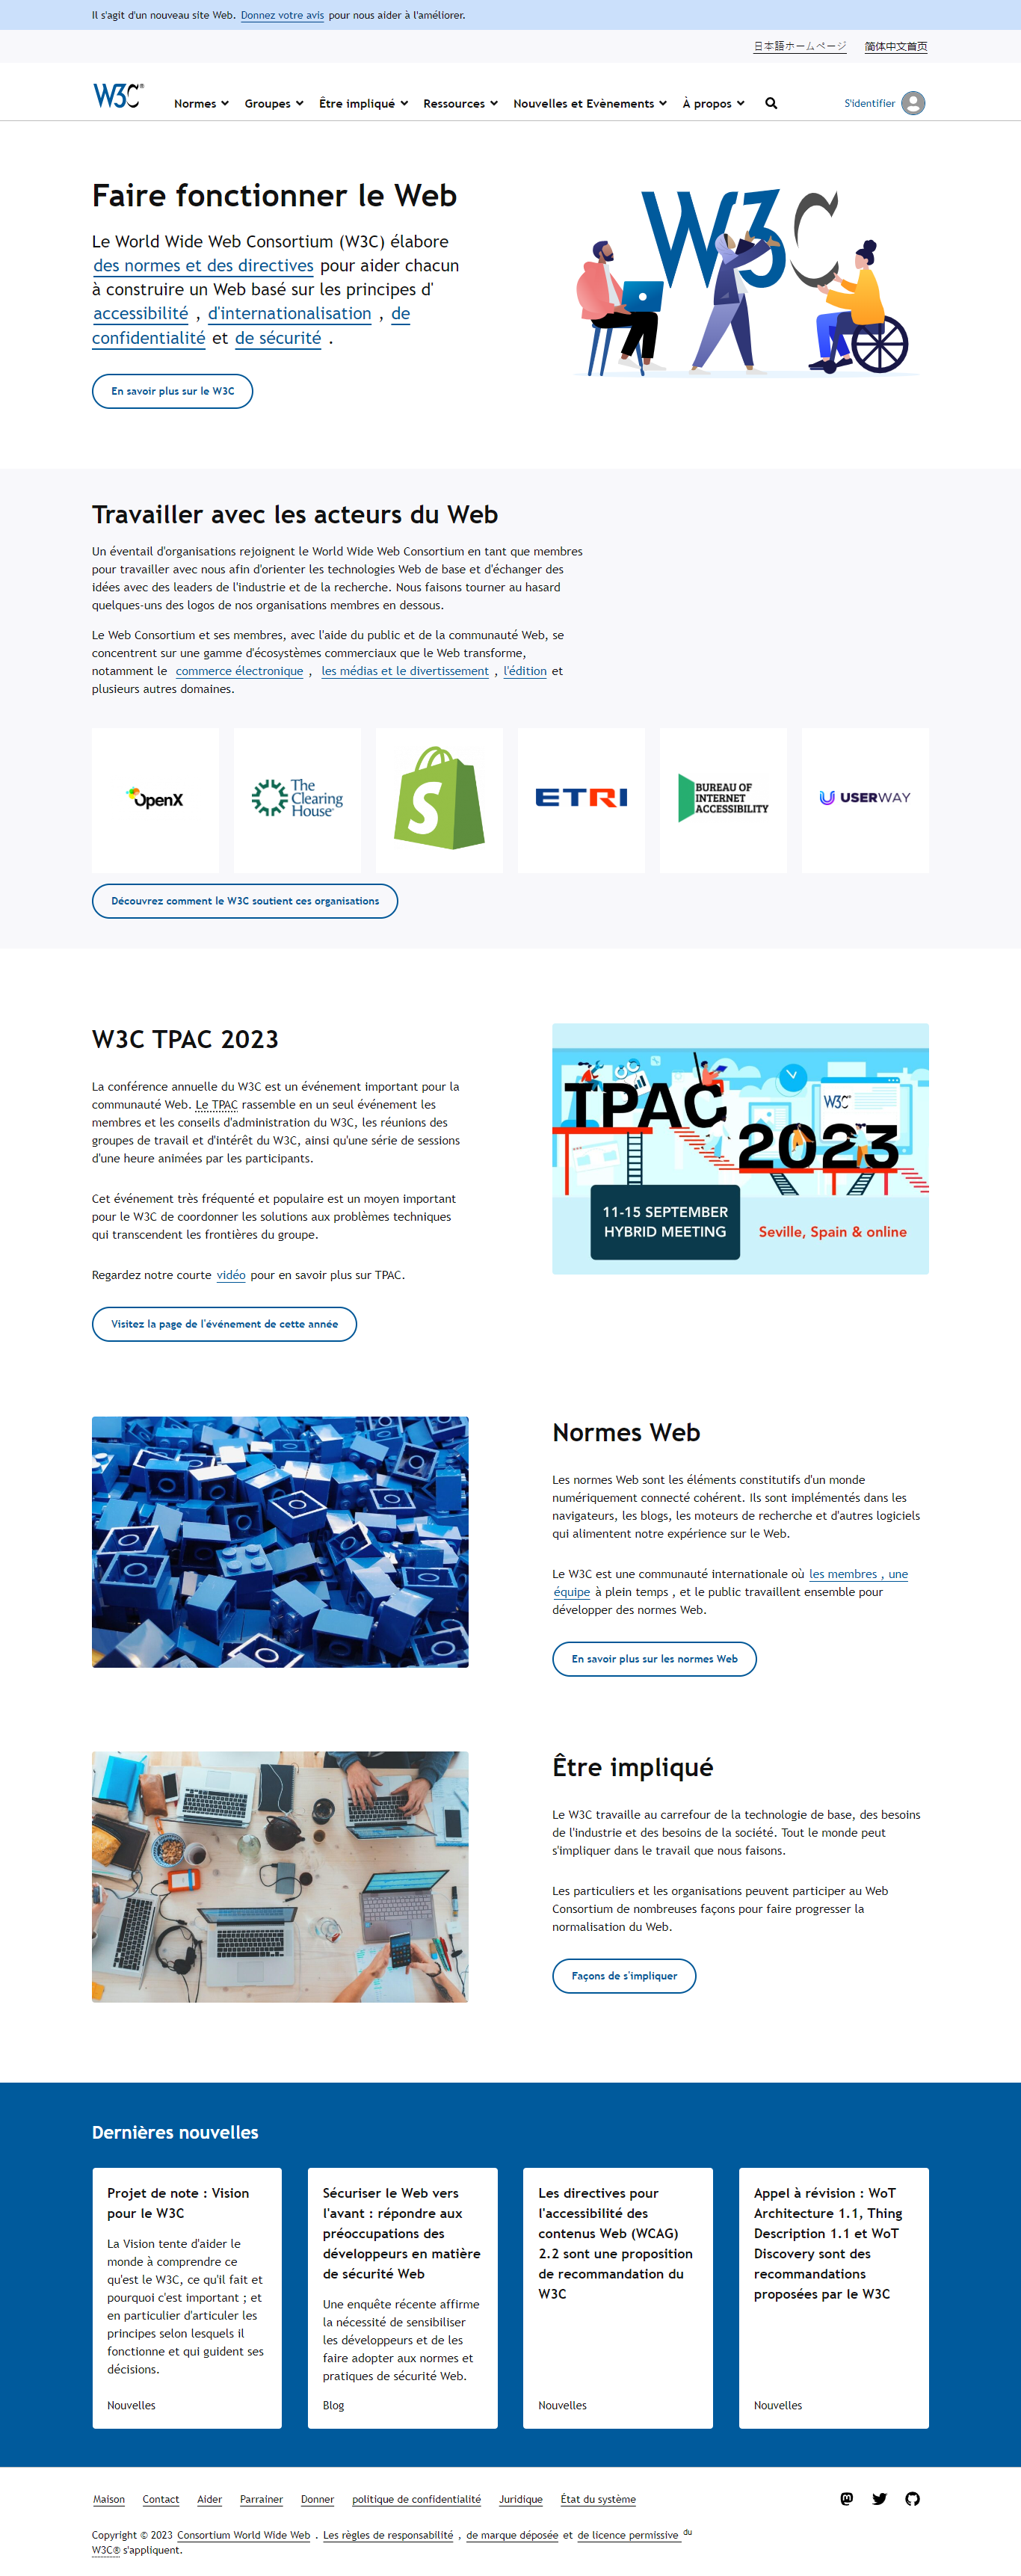 Il s'agit d'un nouveau site Web. Donnez votre avis pour nous aider à l'améliorer.
日本語ホームページ 简体中文首页
W3C® Normes Groupes Être impliqué Ressources Nouvelles et Evènements À propos S'identifier
Faire fonctionner le Web
Le World Wide Web Consortium (W3C) élabore
des normes et des directives pour aider chacun
à construire un Web basé sur les principes d'
accessibilité , d'internationalisation , de
confidentialité et de sécurité .
En savoir plus sur le W3C
W3C
Travailler avec les acteurs du Web
Un éventail d'organisations rejoignent le World Wide Web Consortium en tant que membres
pour travailler avec nous afin d'orienter les technologies Web de base et d'échanger des
idées avec des leaders de l'industrie et de la recherche. Nous faisons tourner au hasard
quelques-uns des logos de nos organisations membres en dessous.
Le Web Consortium et ses membres, avec l'aide du public et de la communauté Web, se
concentrent sur une gamme d'écosystèmes commerciaux que le Web transforme,
notamment le commerce électronique , les médias et le divertissement , l'édition et
plusieurs autres domaines.
OpenX
The
Clearing
House
S
ETRI
BUREAU OF
INTERNET
ACCESSIBILITY
USERWAY
Découvrez comment le W3C soutient ces organisations
W3C TPAC 2023
La conférence annuelle du W3C est un événement important pour la
communauté Web. Le TPAC rassemble en un seul événement les
membres et les conseils d'administration du W3C, les réunions des
groupes de travail et d'intérêt du W3C, ainsi qu'une série de sessions
d'une heure animées par les participants.
Cet événement très fréquenté et populaire est un moyen important
pour le W3C de coordonner les solutions aux problèmes techniques
qui transcendent les frontières du groupe.
Regardez notre courte vidéo pour en savoir plus sur TPAC.
Visitez la page de l'événement de cette année
TPAC
W3C
2023
11-15 SEPTEMBER
HYBRID MEETING
Seville, Spain & online
Normes Web
Les normes Web sont les éléments constitutifs d'un monde
numériquement connecté cohérent. Ils sont implémentés dans les
navigateurs, les blogs, les moteurs de recherche et d'autres logiciels
qui alimentent notre expérience sur le Web.
Le W3C est une communauté internationale où les membres , une
équipe à plein temps , et le public travaillent ensemble pour
développer des normes Web.
En savoir plus sur les normes Web
Être impliqué
Le W3C travaille au carrefour de la technologie de base, des besoins
de l'industrie et des besoins de la société. Tout le monde peut
s'impliquer dans le travail que nous faisons.
Les particuliers et les organisations peuvent participer au Web
Consortium de nombreuses façons pour faire progresser la
normalisation du Web.
Façons de s'impliquer
Dernières nouvelles
Projet de note : Vision
pour le W3C
La Vision tente d'aider le
monde à comprendre ce
qu'est le W3C, ce qu'il fait et
pourquoi c'est important ; et
en particulier d'articuler les
principes selon lesquels il
fonctionne et qui guident ses
décisions.
Nouvelles
Sécuriser le Web vers
l'avant : répondre aux
préoccupations des
développeurs en matière
de sécurité Web
Une enquête récente affirme
la nécessité de sensibiliser
les développeurs et de les
faire adopter aux normes et
pratiques de sécurité Web.
Blog
Les directives pour
l'accessibilité des
contenus Web (WCAG)
2.2 sont une proposition
de recommandation du
W3C
Nouvelles
Appel à révision : WoT
Architecture 1.1, Thing
Description 1.1 et WoT
Discovery sont des
recommandations
proposées par le W3C
Nouvelles
Maison Contact Aider Parrainer Donner politique de confidentialité Juridique État du système
Copyright © 2023 Consortium World Wide Web . Les règles de responsabilité , de marque déposée et de licence permissive du
W3C® s'appliquent.